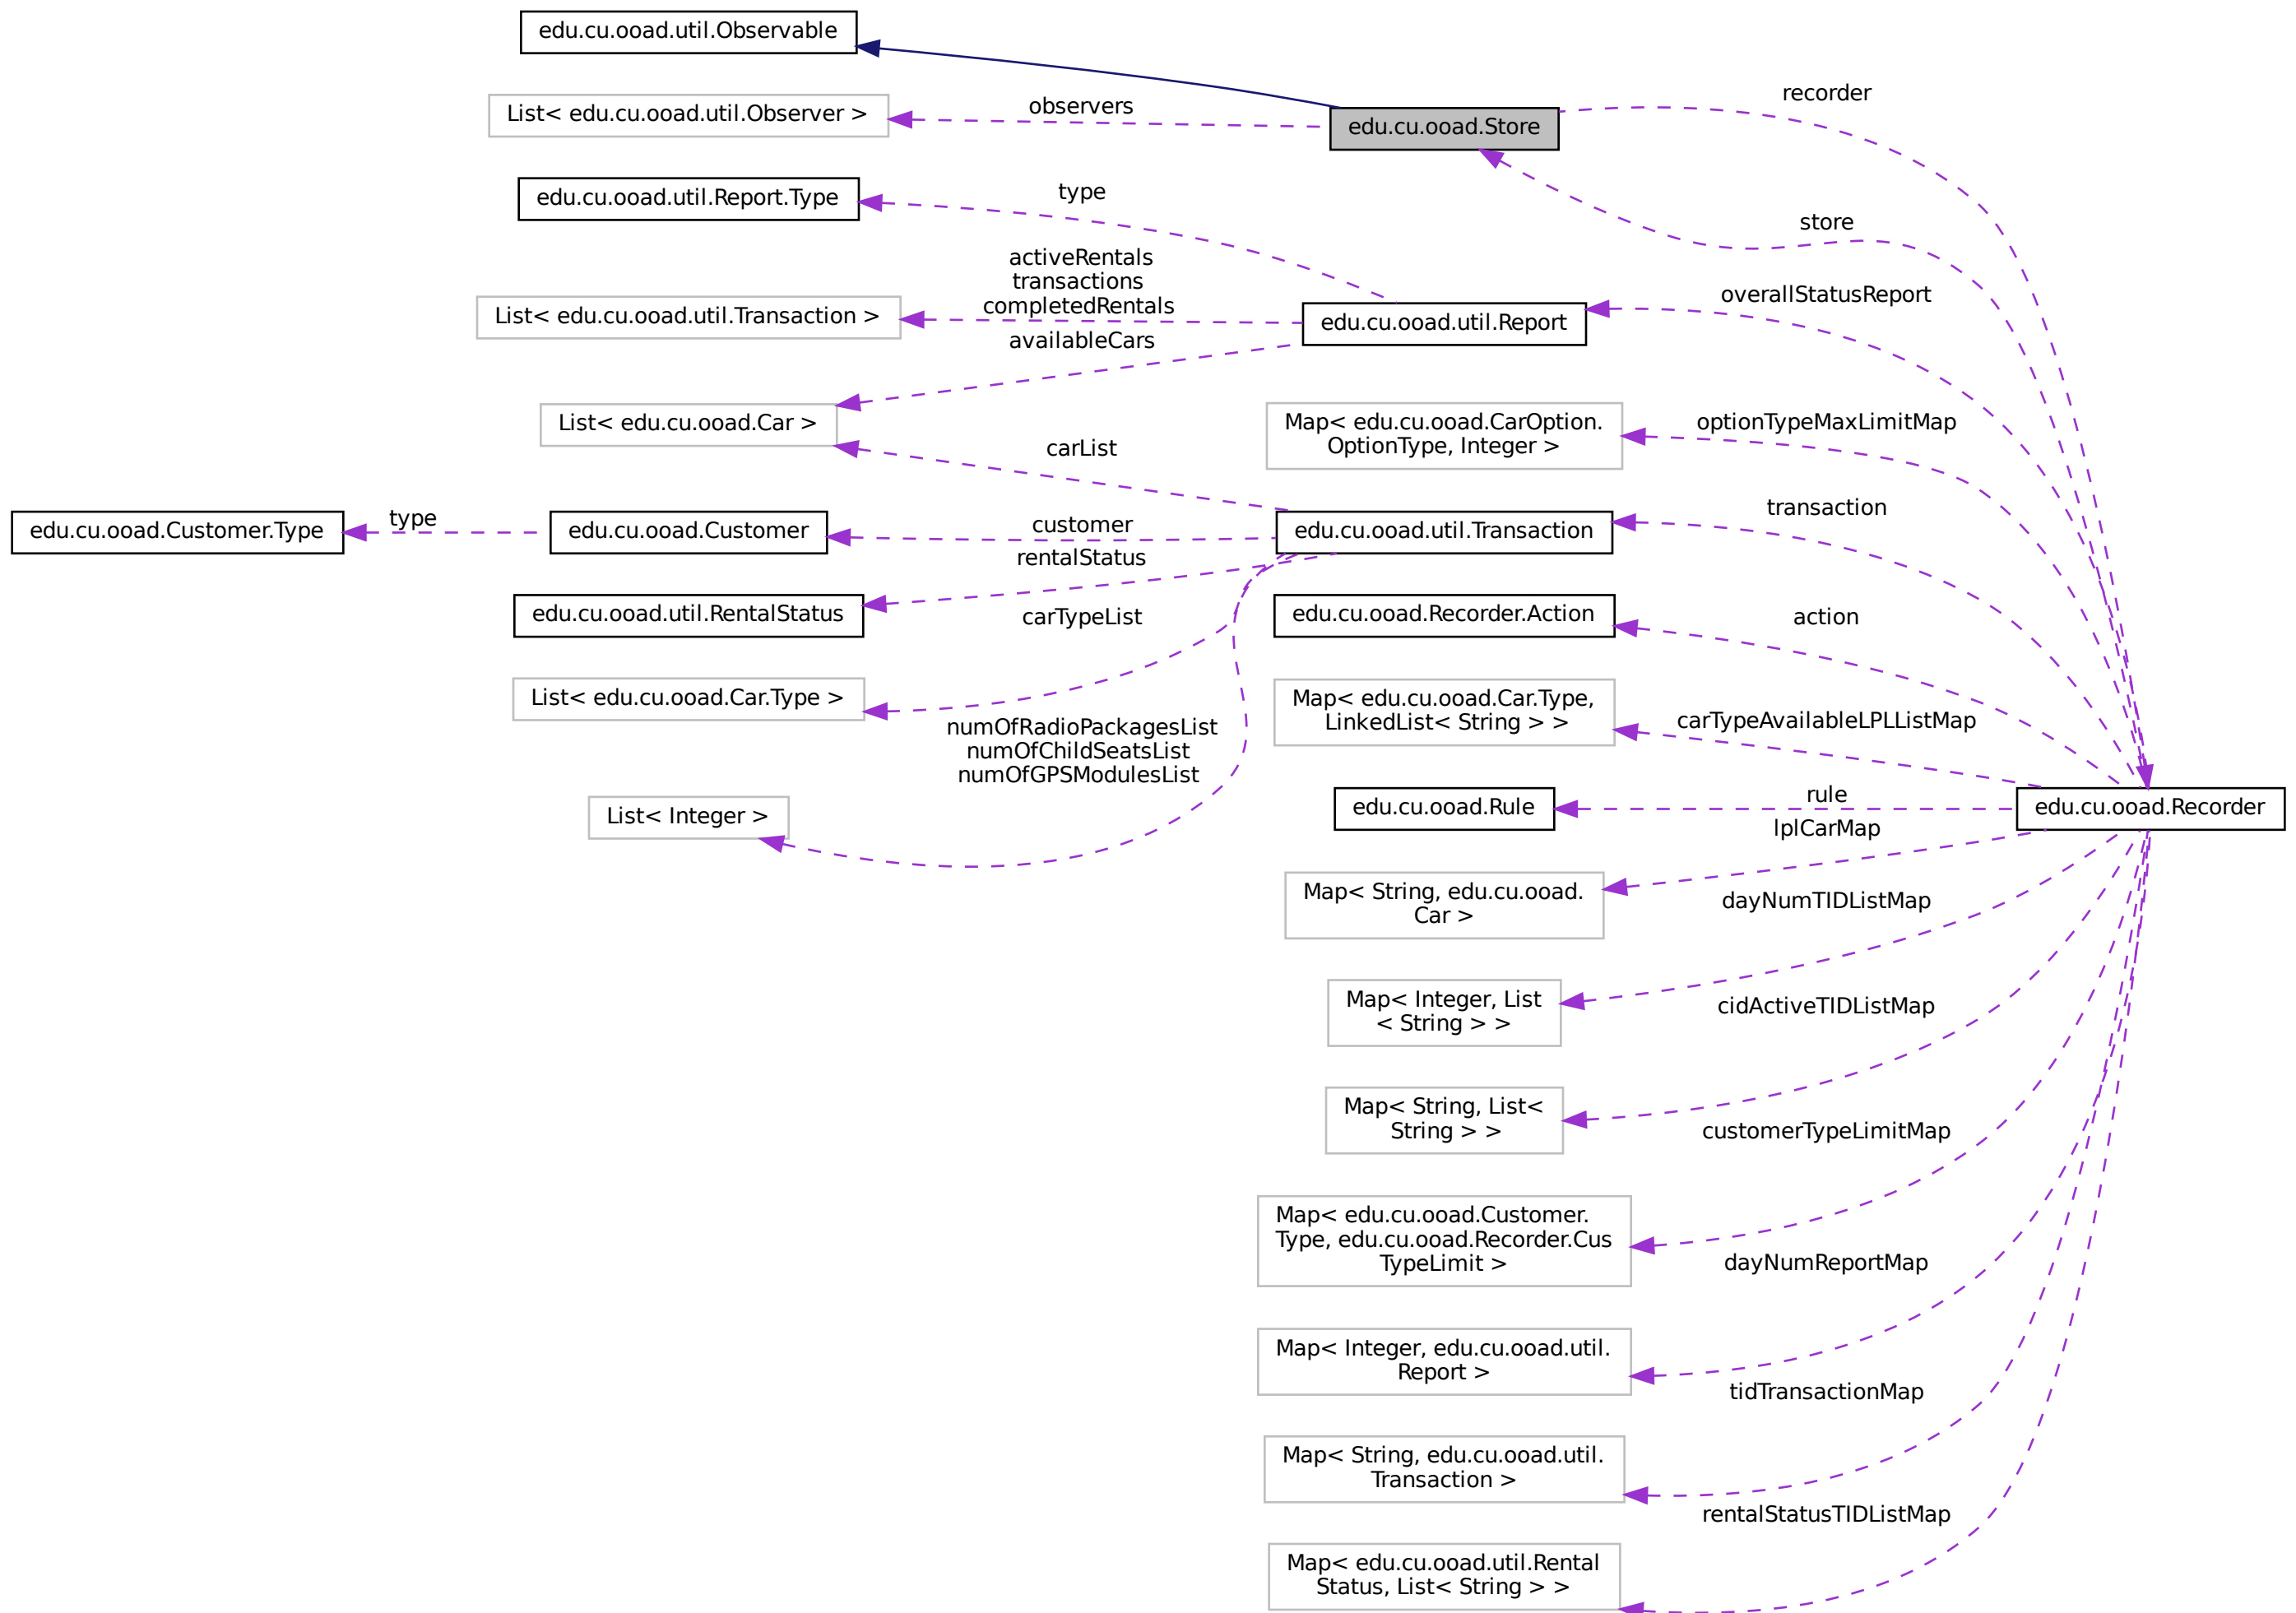 edu.cu.ooad.util.Observable
recorder
observers
List< edu.cu.ooad.util.Observer >
edu.cu.ooad.Store
type
edu.cu.ooad.util.Report.Type
store
activeRentals
transactions
completedRentals
overallStatusReport
List< edu.cu.ooad.util.Transaction >
edu.cu.ooad.util.Report
availableCars
List< edu.cu.ooad.Car >
Map< edu.cu.ooad.CarOption.
OptionType, Integer >
optionTypeMaxLimitMap
carList
transaction
type
customer
edu.cu.ooad.Customer.Type
edu.cu.ooad.Customer
edu.cu.ooad.util.Transaction
rentalStatus
edu.cu.ooad.util.RentalStatus
carTypeList
edu.cu.ooad.Recorder.Action
action
List< edu.cu.ooad.Car.Type >
Map< edu.cu.ooad.Car.Type,
LinkedList< String > >
carTypeAvailableLPLListMap
numOfRadioPackagesList
numOfChildSeatsList
numOfGPSModulesList
rule
List< Integer >
edu.cu.ooad.Rule
edu.cu.ooad.Recorder
lplCarMap
Map< String, edu.cu.ooad.
Car >
dayNumTIDListMap
Map< Integer, List
< String > >
cidActiveTIDListMap
Map< String, List<
String > >
customerTypeLimitMap
Map< edu.cu.ooad.Customer.
Type, edu.cu.ooad.Recorder.Cus
TypeLimit >
dayNumReportMap
Map< Integer, edu.cu.ooad.util.
Report >
tidTransactionMap
Map< String, edu.cu.ooad.util.
Transaction >
rentalStatusTIDListMap
Map< edu.cu.ooad.util.Rental
Status, List< String > >